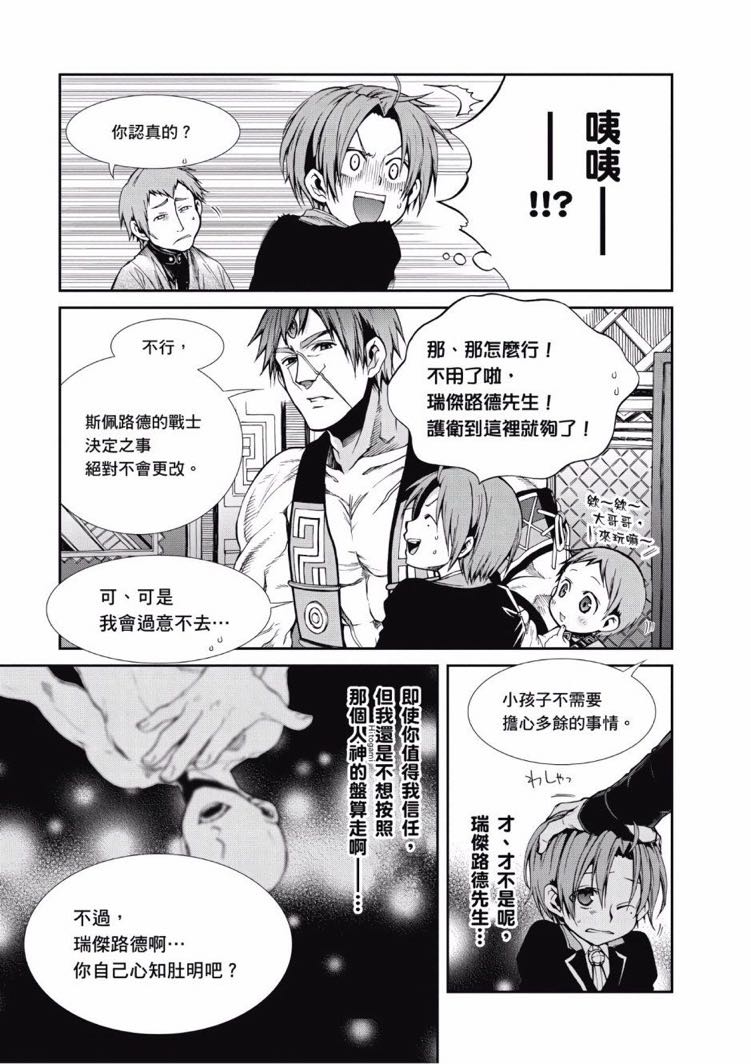 咦咦——
——!!?
你認真的？
那、那怎麼行！
不用了啦，
瑞傑路德先生！
護衛到這裡就夠了！
不行，
斯佩路德的戰士
決定之事
絕對不會更改。
欸～欸～
大哥哥，
來玩嘛～
可、可是
我會過意不去…
小孩子不需要
擔心多餘的事情。
わしゃっ
才、才不是呢，
瑞傑路德先生…
即使你值得我信任，
但我還是不想按照
那個人神的盤算走啊——…
Hitogami
不過，
瑞傑路德啊…
你自己心知肚明吧？